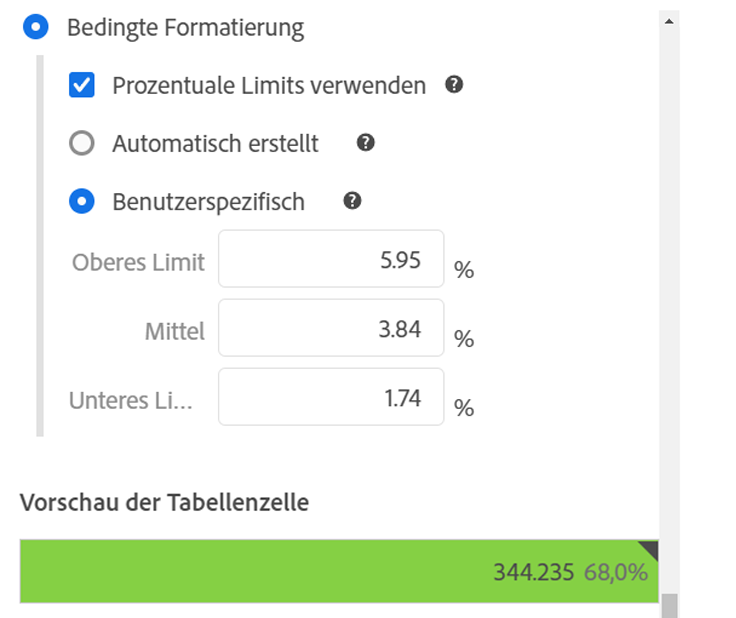 Bedingte Formatierung
Prozentuale Limits verwenden ?
Automatisch erstellt ?
Benutzerspezifisch ?
Oberes Limit 5.95 %
Mittel 3.84 %
Unteres Li... 1.74 %
Vorschau der Tabellenzelle
344.235 68,0%